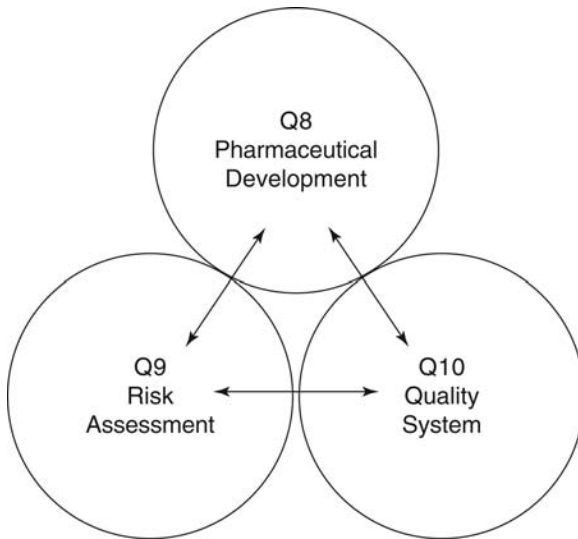 Q8
Pharmaceutical
Development
Q9
Risk
Assessment
Q10
Quality
System